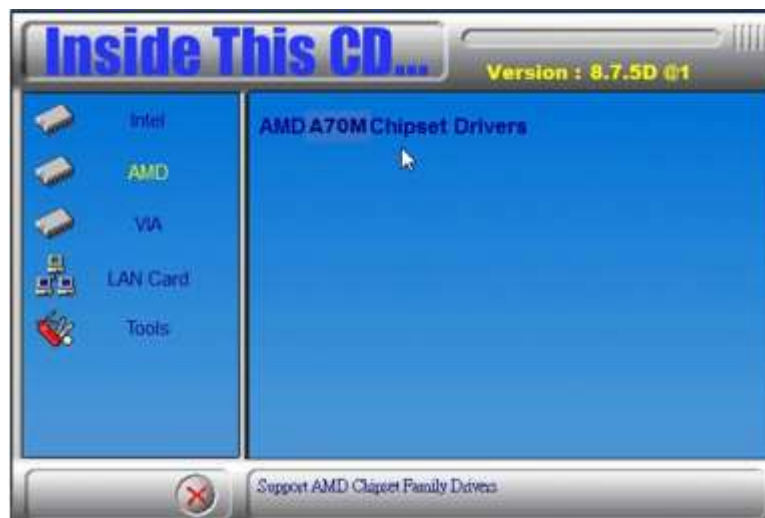 Inside This CD...
Version : 8.7.5D @1
Intel
AMD
VIA
LAN Card
Tools
AMD A70M Chipset Drivers
Support AMD Chipset Family Drivers